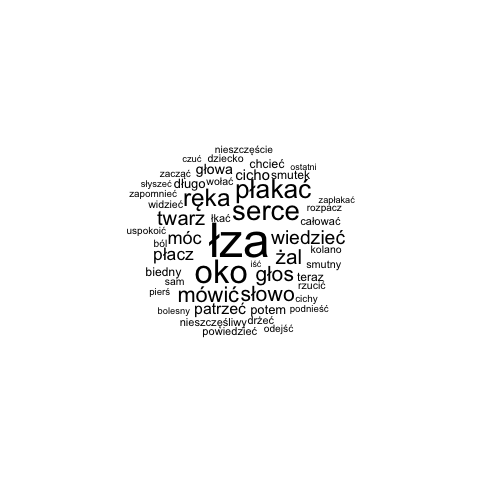 nieszczęście
czuć dziecko
chcieć
ostatni
zacząć głowa
cicho smutek
słyszeć długo wołać
zapomnieć
ręka płakać
widzieć
zapłakać
rozpacz
twarz łkać serce
całować
uspokoić
móc łza wiedzieć
ból
płacz
żal kolano
biedny oko iść głos smutny
sam
teraz
rzucić
pierś mówić słowo cichy
bolesny patrzeć potem podnieść
nieszczęśliwy drżeć
powiedzieć odejść